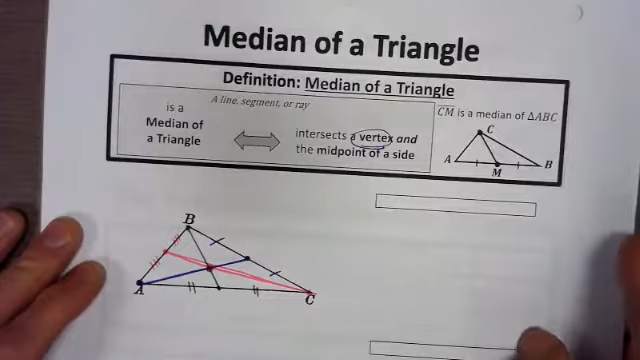 Median of a Triangle
Definition: Median of a Triangle
A line, segment, or ray
is a
Median of
a Triangle
intersects a vertex and
the midpoint of a side
CM is a median of ΔABC
C
A
B
M
B
A
C